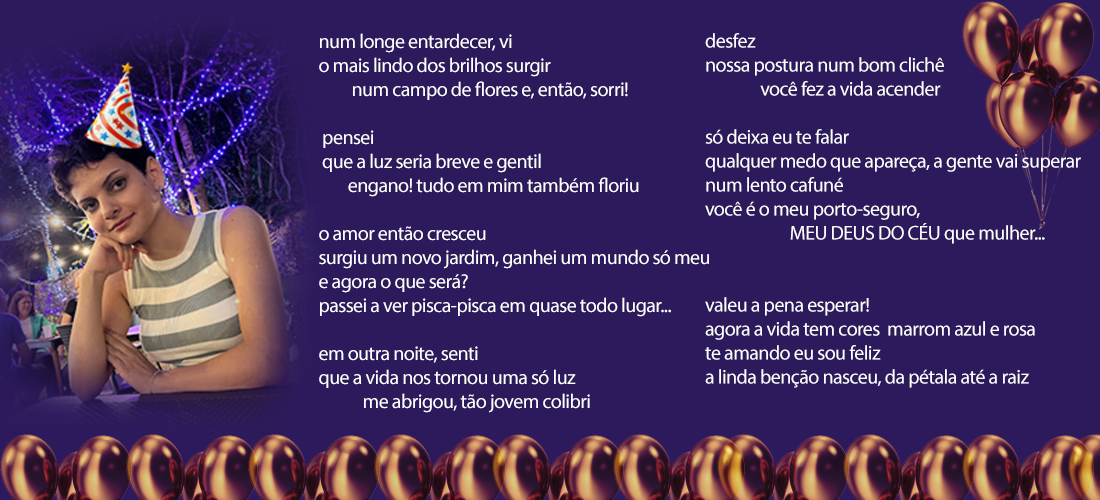 num longe entardecer, vi
o mais lindo dos brilhos surgir
num campo de flores e, então, sorri!
pensei
que a luz seria breve e gentil
engano! tudo em mim também floriu
o amor então cresceu
surgiu um novo jardim, ganhei um mundo só meu
e agora o que será?
passei a ver pisca-pisca em quase todo lugar...
em outra noite, senti
que a vida nos tornou uma só luz
me abrigou, tão jovem colibri
desfez
nossa postura num bom clichê
você fez a vida acender
só deixa eu te falar
qualquer medo que apareça, a gente vai superar
num lento cafuné
você é o meu porto-seguro,
MEU DEUS DO CÉU que mulher...
valeu a pena esperar!
agora a vida tem cores marrom azul e rosa
te amando eu sou feliz
a linda benção nasceu, da pétala até a raiz